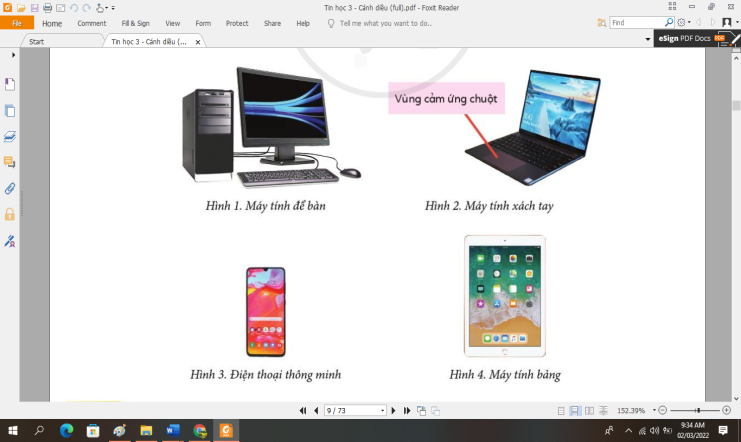 Tin học 3 - Cánh diều (full).pdf - Foxit Reader
File Home Comment Fill & Sign View Form Protect Share Help Tell me what you want to do... Find
Start Tin học 3 - Cánh diều (... x eSign PDF Docs PDF
Vùng cảm ứng chuột
Hình 1. Máy tính để bàn Hình 2. Máy tính xách tay
Hình 3. Điện thoại thông minh Hình 4. Máy tính bảng
9 / 73 152.39%
9:34 AM
02/03/2022